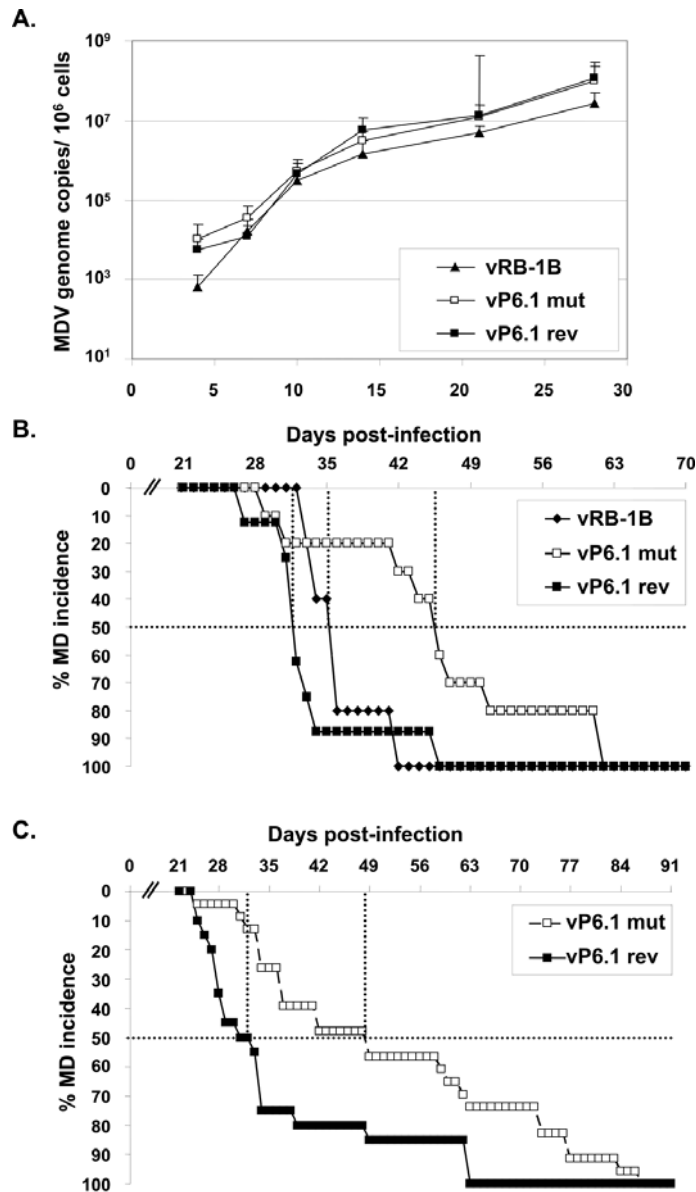 A.
MDV genome copies/ 10⁶ cells
10⁹
10⁷
10⁵
10³
10¹
vRB-1B
vP6.1 mut
vP6.1 rev
0 5 10 15 20 25 30
B.
Days post-infection
0 21 28 35 42 49 56 63 70
% MD incidence
0
10
20
30
40
50
60
70
80
90
100
vRB-1B
vP6.1 mut
vP6.1 rev
C.
Days post-infection
0 21 28 35 42 49 56 63 70 77 84 91
% MD incidence
0
10
20
30
40
50
60
70
80
90
100
vP6.1 mut
vP6.1 rev